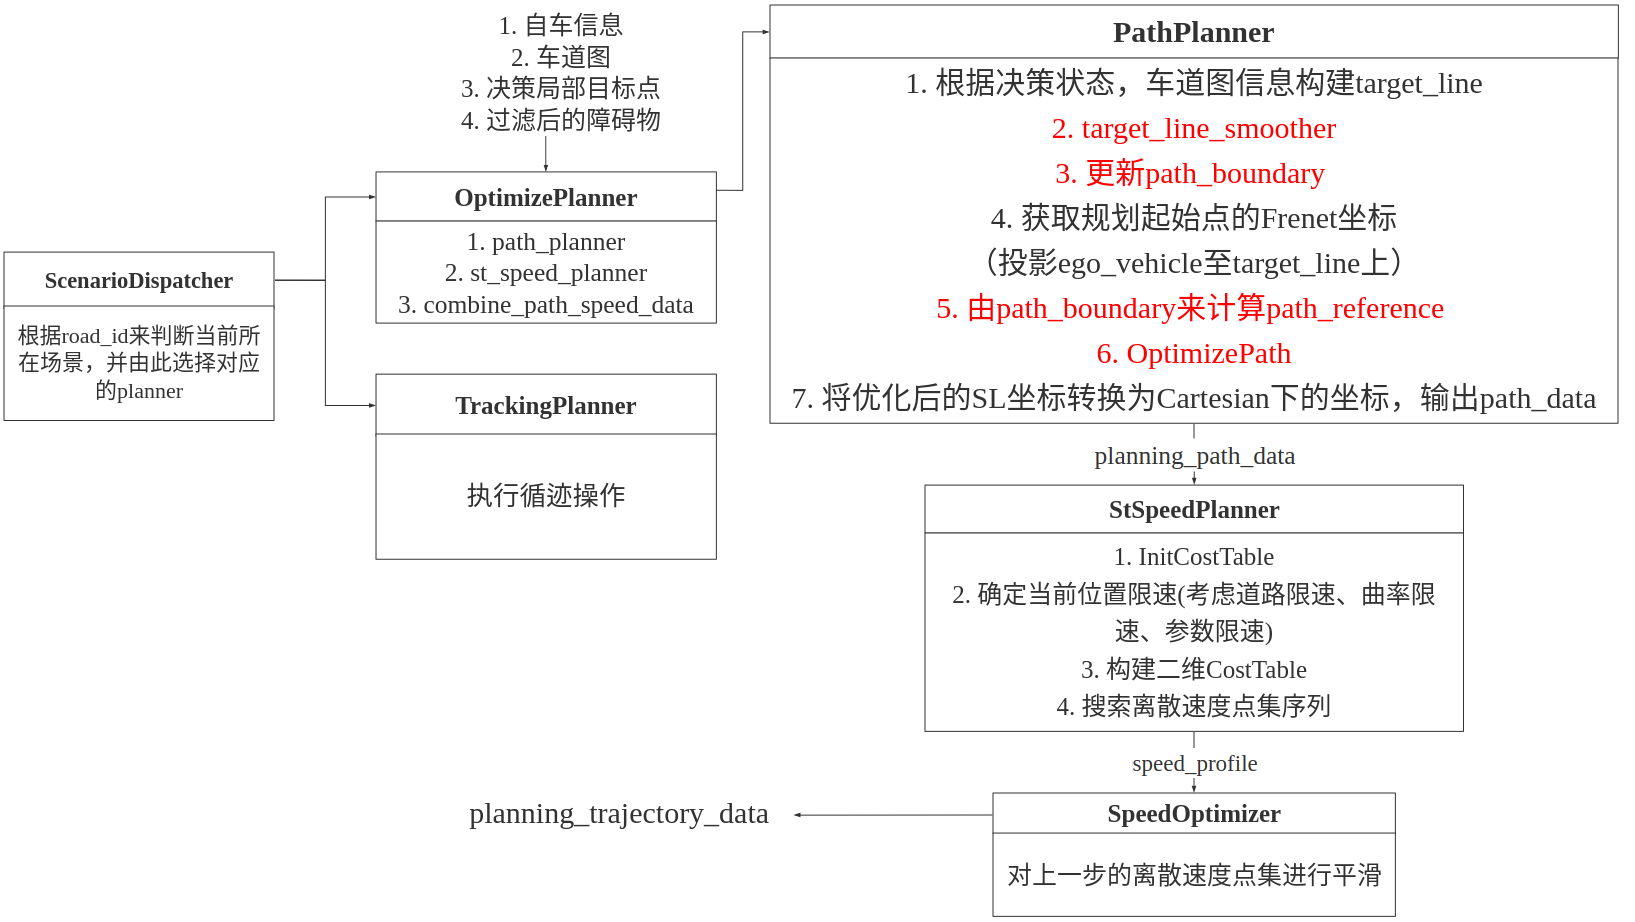 1. 自车信息
2. 车道图
3. 决策局部目标点
4. 过滤后的障碍物
ScenarioDispatcher
根据road_id来判断当前所
在场景，并由此选择对应
的planner
OptimizePlanner
1. path_planner
2. st_speed_planner
3. combine_path_speed_data
TrackingPlanner
执行循迹操作
PathPlanner
1. 根据决策状态，车道图信息构建target_line
2. target_line_smoother
3. 更新path_boundary
4. 获取规划起始点的Frenet坐标
（投影ego_vehicle至target_line上）
5. 由path_boundary来计算path_reference
6. OptimizePath
7. 将优化后的SL坐标转换为Cartesian下的坐标，输出path_data
planning_path_data
StSpeedPlanner
1. InitCostTable
2. 确定当前位置限速(考虑道路限速、曲率限
速、参数限速)
3. 构建二维CostTable
4. 搜索离散速度点集序列
speed_profile
SpeedOptimizer
对上一步的离散速度点集进行平滑
planning_trajectory_data